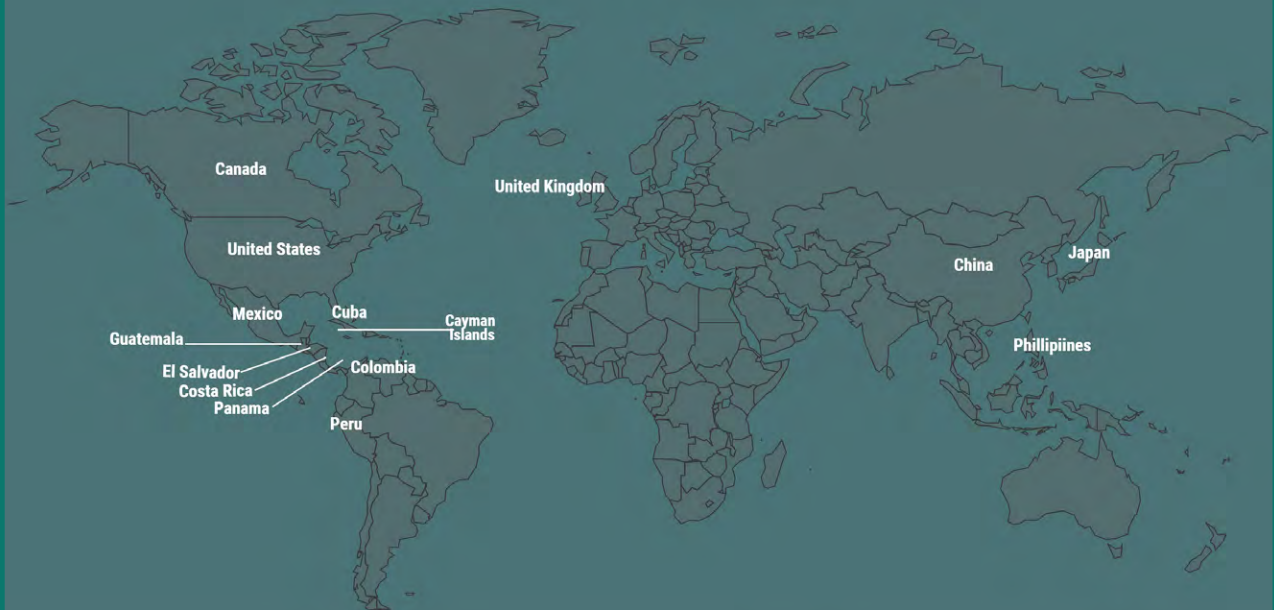 Canada
United Kingdom
United States
Japan
China
Mexico
Cuba
Cayman
Islands
Guatemala
Phillipiines
El Salvador
Colombia
Costa Rica
Panama
Peru